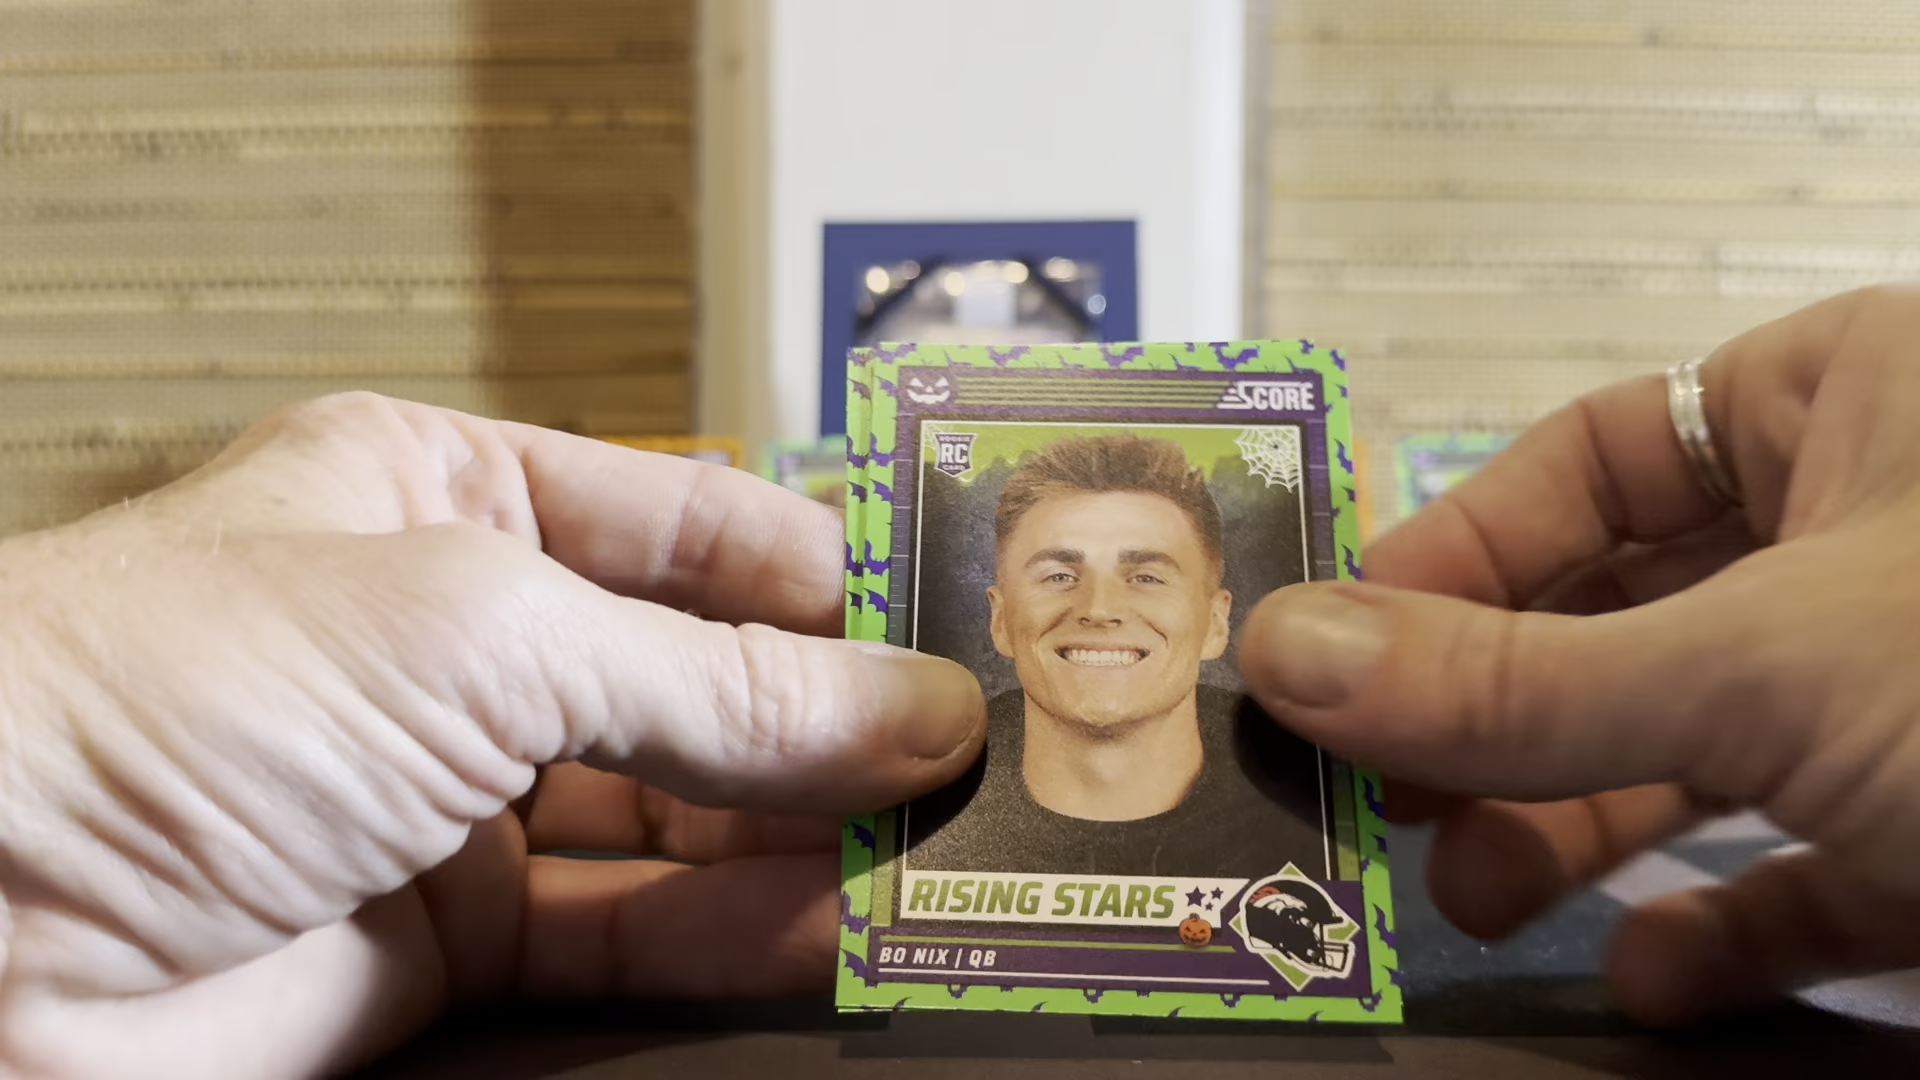 SCORE
ROOKIE
RC
CARD
RISING STARS
BO NIX | QB